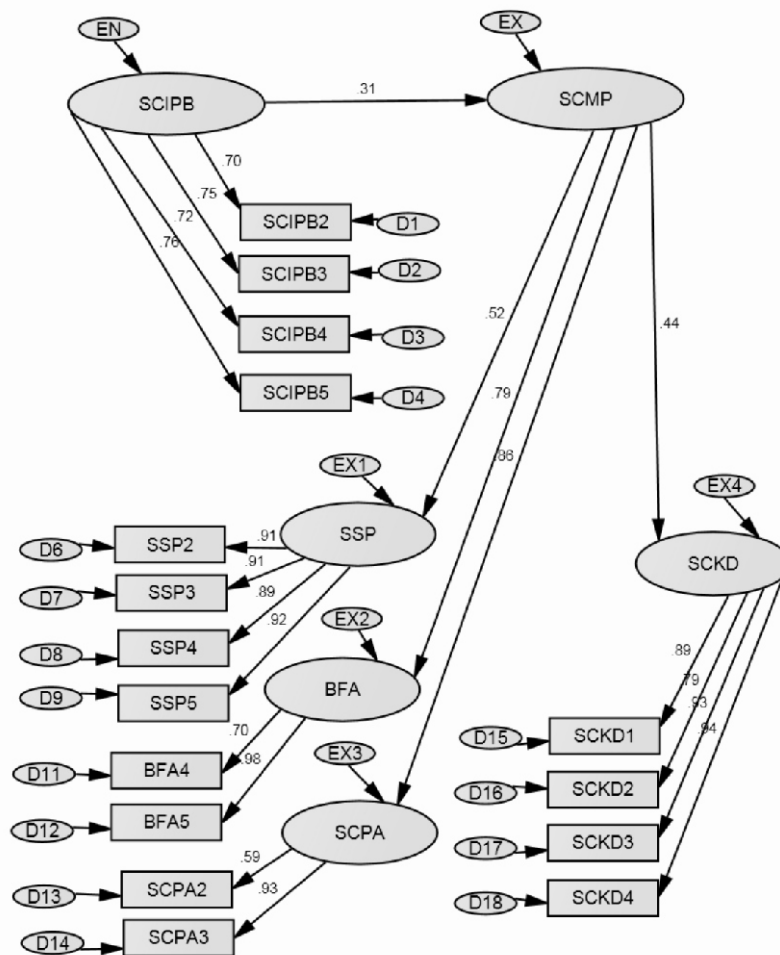 EN
EX
SCIPB
SCMP
.31
.70
.75
.72
.76
SCIPB2
D1
SCIPB3
D2
SCIPB4
D3
SCIPB5
D4
.52
.44
.79
.86
EX1
EX4
SSP
SCKD
D6
SSP2
.91
D7
SSP3
.91
D8
SSP4
.89
D9
SSP5
.92
EX2
BFA
.70
.98
D11
BFA4
D12
BFA5
EX3
SCPA
.59
.93
D13
SCPA2
D14
SCPA3
.89
.79
.93
.94
D15
SCKD1
D16
SCKD2
D17
SCKD3
D18
SCKD4